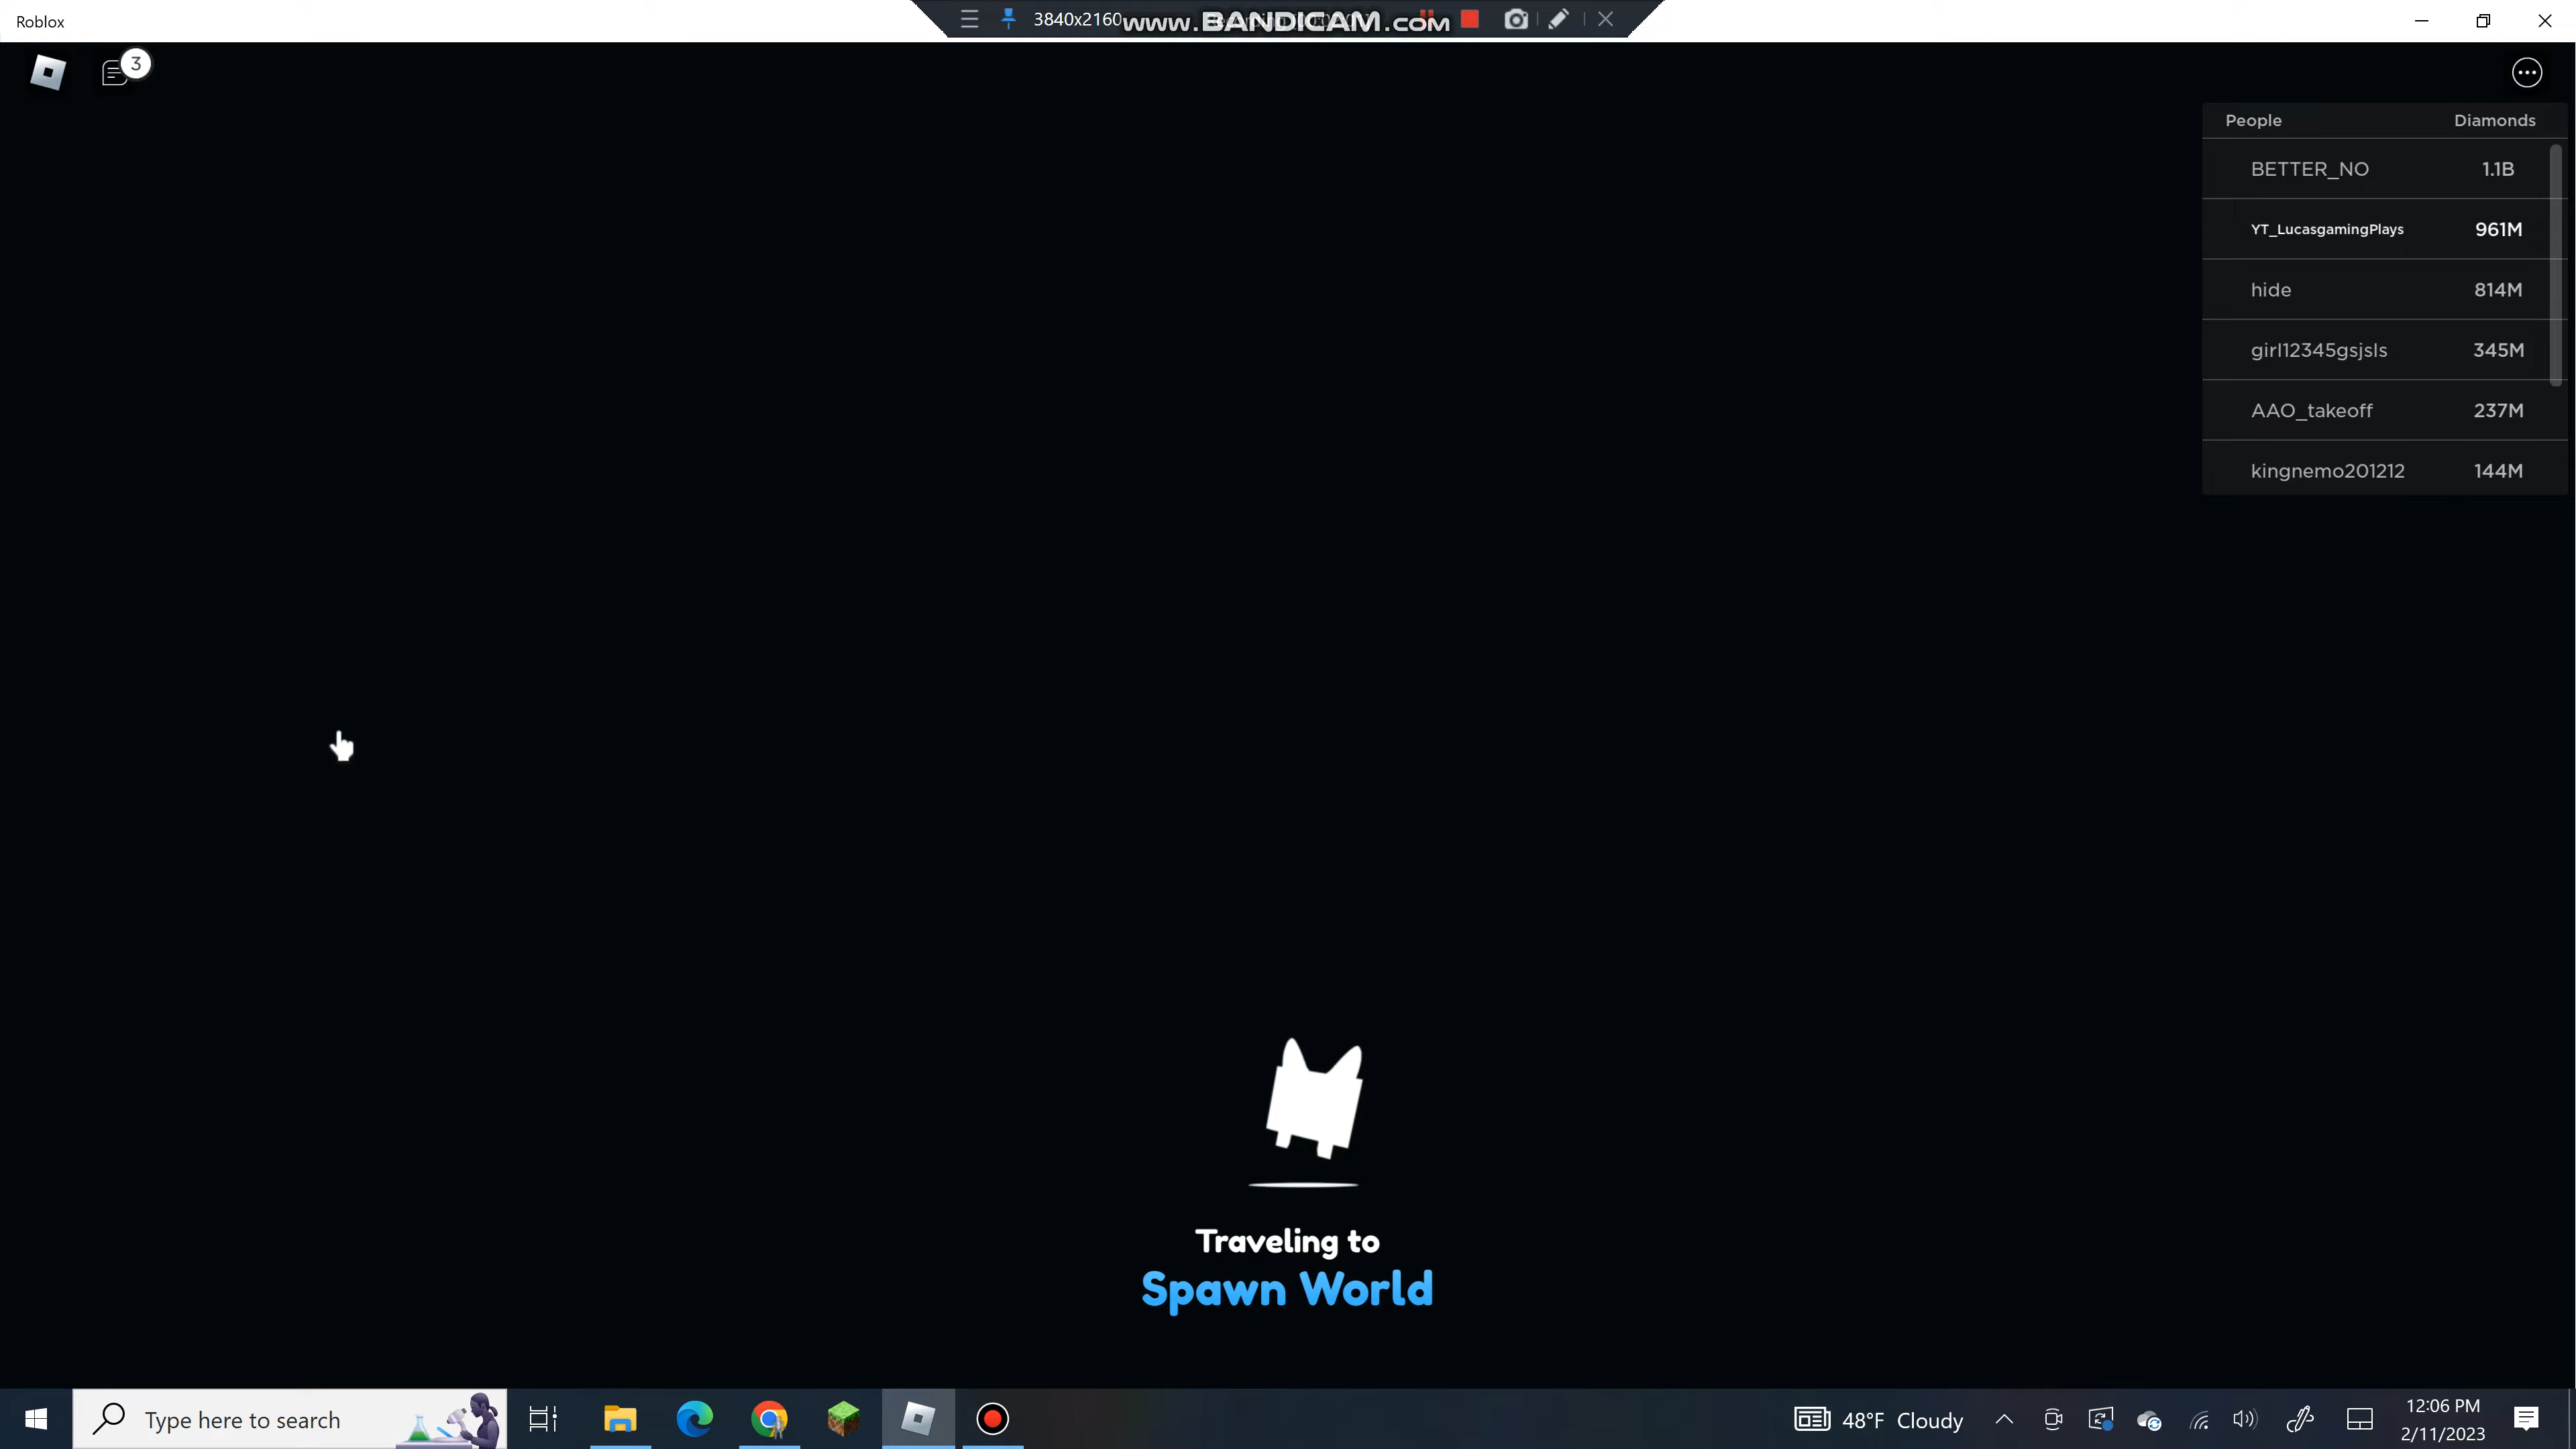 Roblox
3840x2160
www.BANDICAM.com
3
People Diamonds
BETTER_NO 1.1B
YT_LucasgamingPlays 961M
hide 814M
girl12345gsjsls 345M
AAO_takeoff 237M
kingnemo201212 144M
Traveling to
Spawn World
Type here to search
48°F Cloudy
12:06 PM
2/11/2023